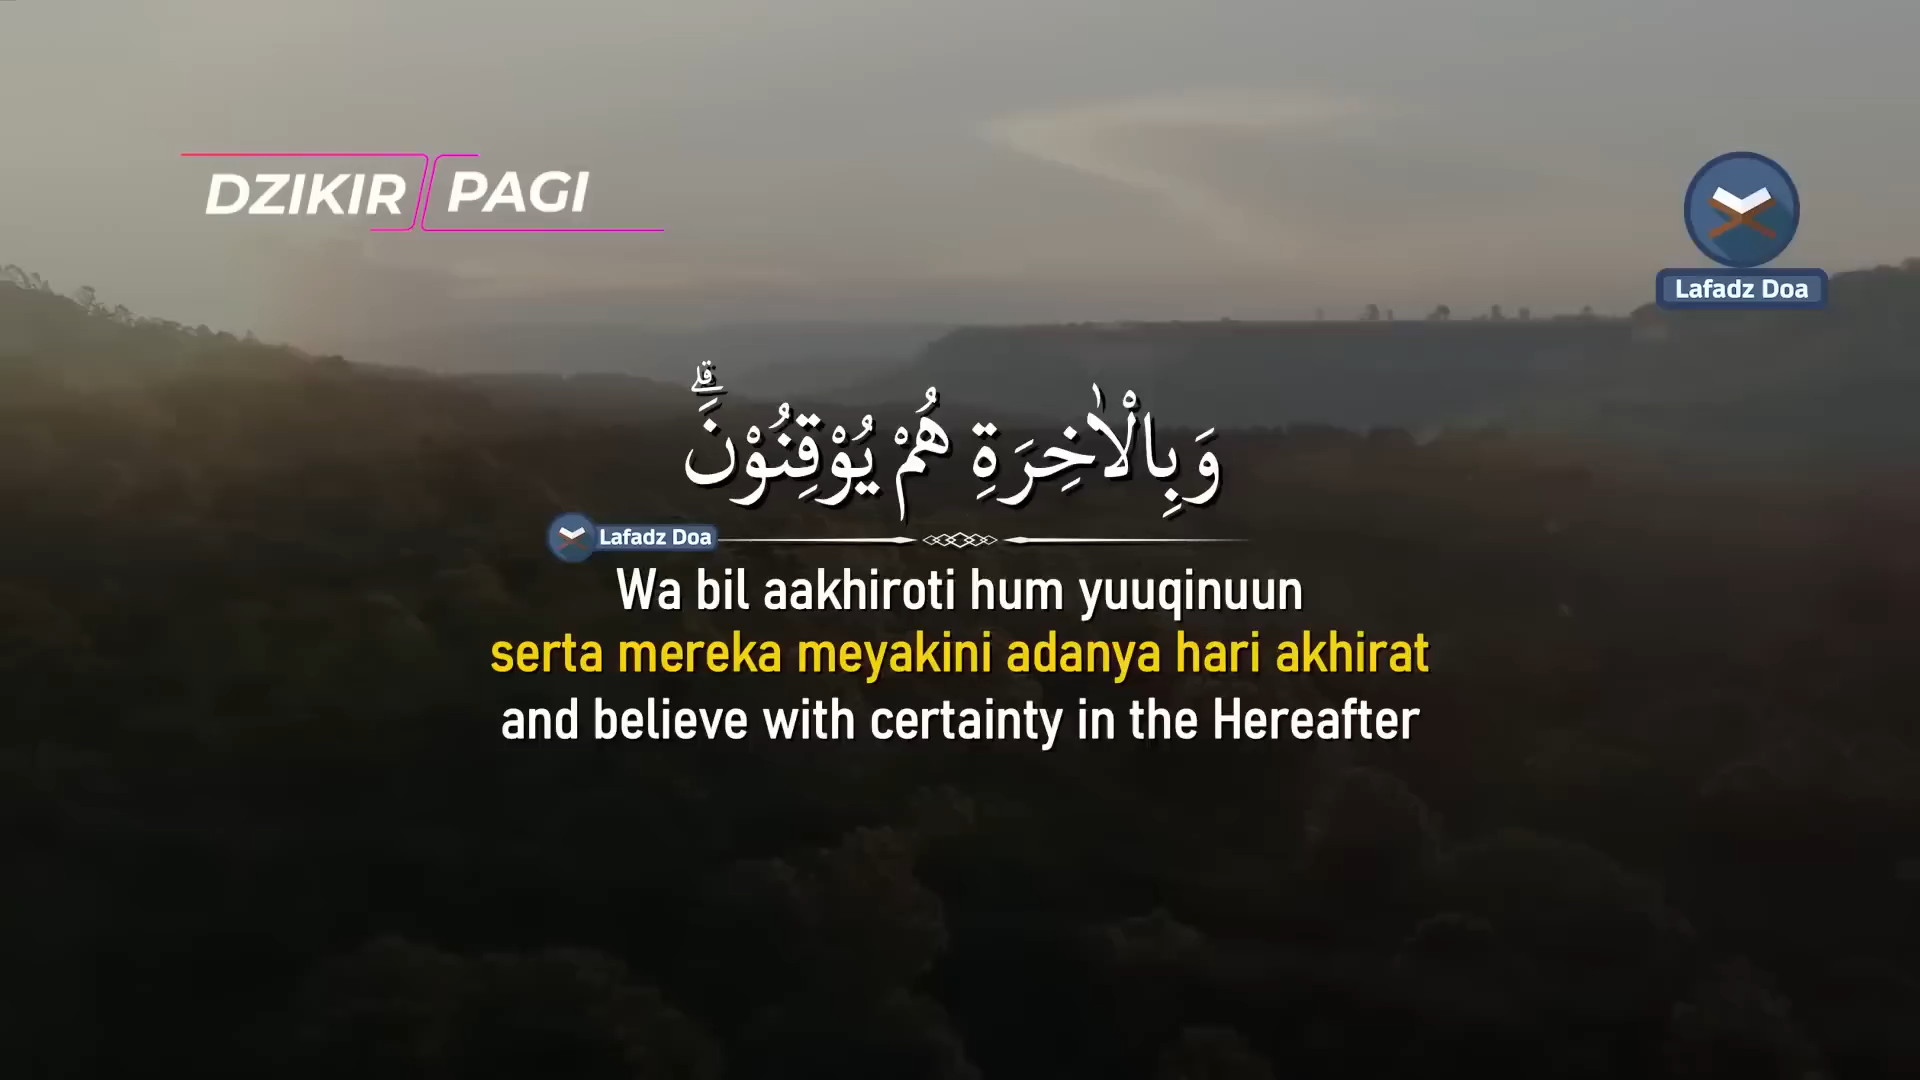 DZIKIR PAGI
Lafadz Doa
وَبِالْاٰخِرَةِ هُمْ يُوْقِنُوْنَۗ
Lafadz Doa
Wa bil aakhiroti hum yuuqinuun
serta mereka meyakini adanya hari akhirat
and believe with certainty in the Hereafter